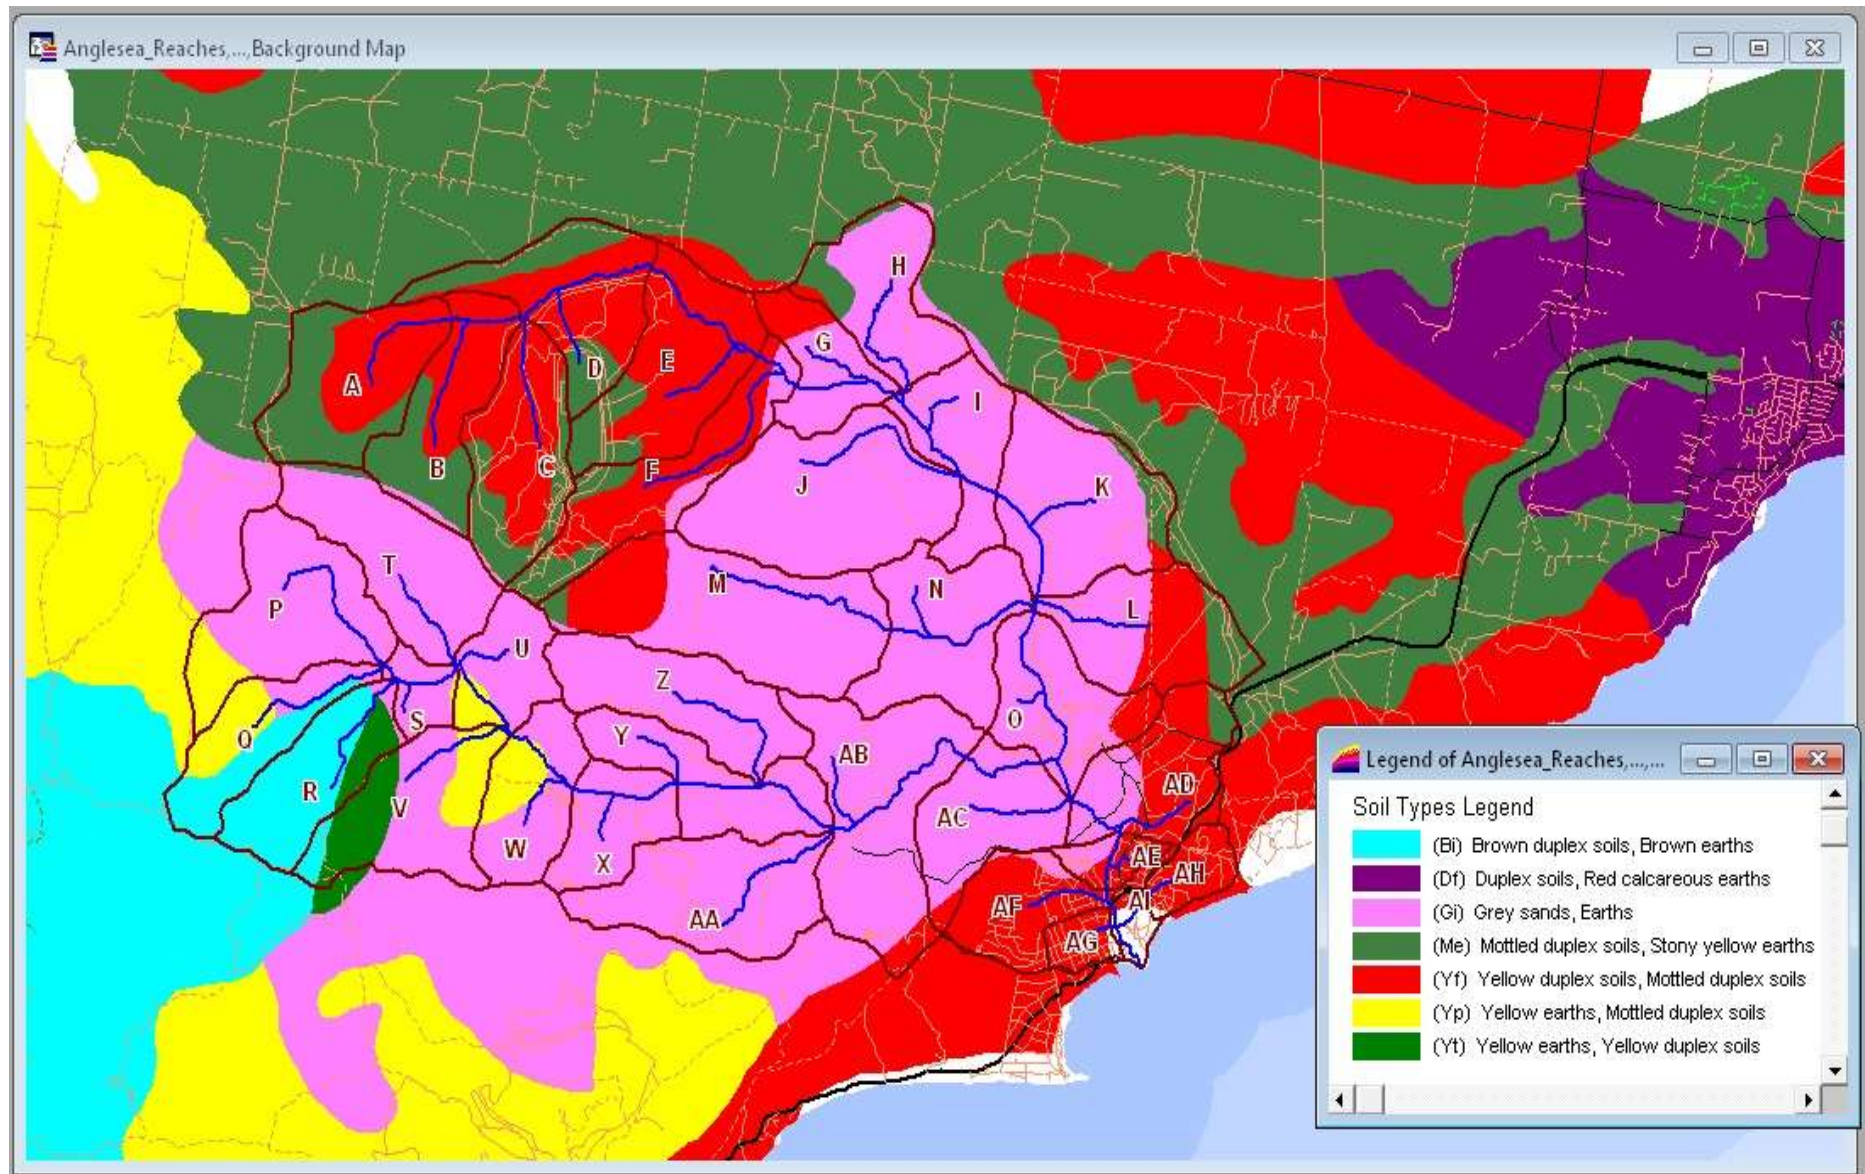 Anglesea_Reaches,...,Background Map
H
G
D
E
A
I
B
C
F
J
K
T
M
N
P
L
U
Z
Q
S
O
Y
AB
R
V
AD
AC
W
X
AE
AH
AI
AF
AA
AG
Legend of Anglesea_Reaches,...,...
Soil Types Legend
(Bi) Brown duplex soils, Brown earths
(Df) Duplex soils, Red calcareous earths
(Gi) Grey sands, Earths
(Me) Mottled duplex soils, Stony yellow earths
(Yf) Yellow duplex soils, Mottled duplex soils
(Yp) Yellow earths, Mottled duplex soils
(Yt) Yellow earths, Yellow duplex soils